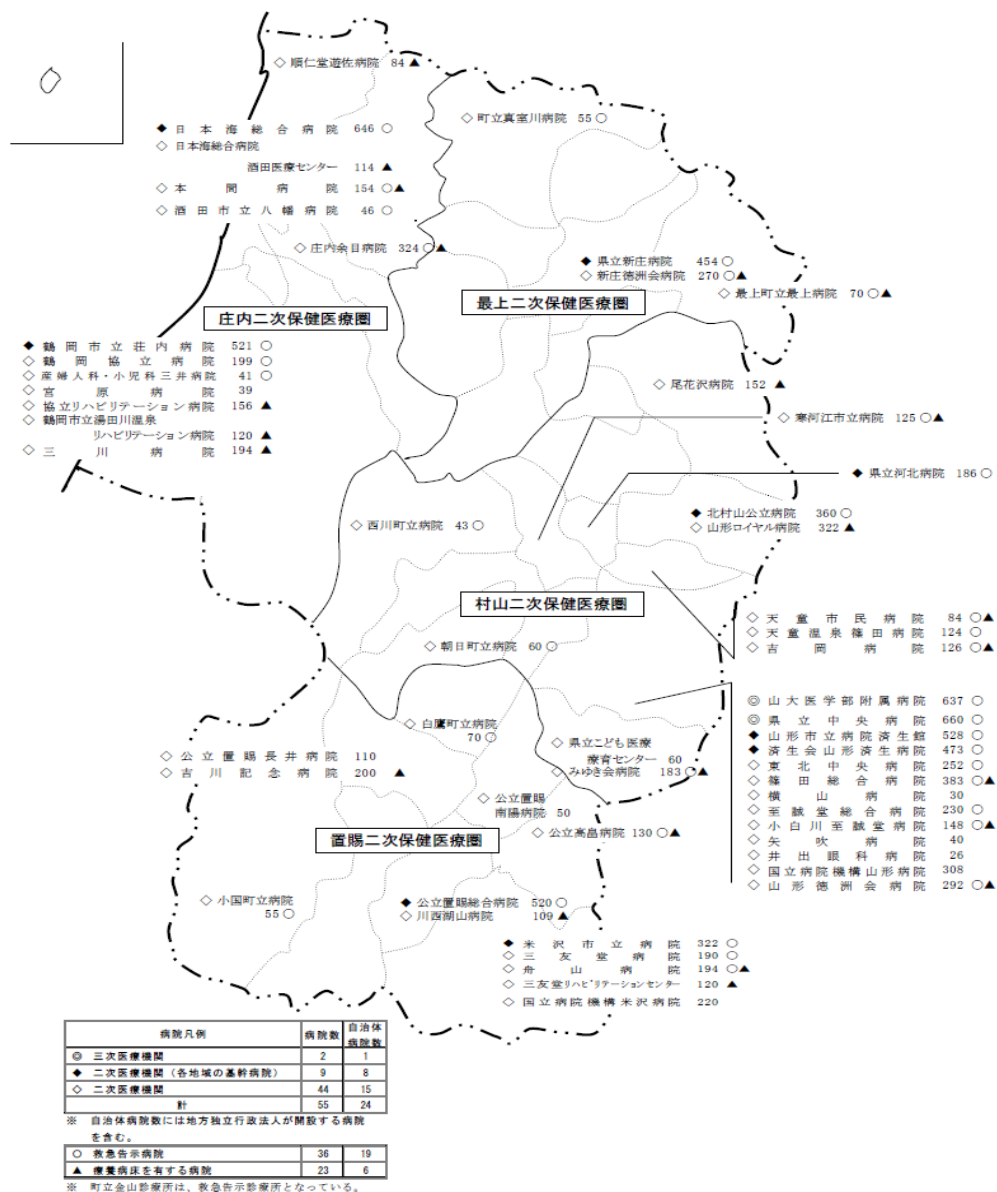 ◇ 順仁堂遊佐病院 84 ▲
◇ 町立真室川病院 55 ○
◆ 日本海総合病院 646 ○
◇ 日本海総合病院
酒田医療センター 114 ▲
◇ 本間病院 154 ○▲
◇ 酒田市立八幡病院 46 ○
◇ 庄内余目病院 324 ○▲
◆ 県立新庄病院 454 ○
◇ 新庄徳洲会病院 270 ○▲
◇ 最上町立最上病院 70 ○▲
最上二次保健医療圏
庄内二次保健医療圏
◆ 鶴岡市立荘内病院 521 ○
◇ 鶴岡協立病院 199 ○
◇ 産婦人科・小児科三井病院 41 ○
◇ 宮原病院 39
◇ 協立リハビリテーション病院 156 ▲
◇ 鶴岡市立湯田川温泉
リハビリテーション病院 120 ▲
◇ 三川病院 194 ▲
◇ 尾花沢病院 152 ▲
◇ 寒河江市立病院 125 ○▲
◆ 県立河北病院 186 ○
◆ 北村山公立病院 360 ○
◇ 山形ロイヤル病院 322 ▲
◇ 西川町立病院 43 ○
村山二次保健医療圏
◇ 天童市民病院 84 ○▲
◇ 天童温泉篠田病院 124 ○
◇ 吉岡病院 126 ○▲
◇ 朝日町立病院 60 ○
◎ 山大医学部附属病院 637 ○
◎ 県立中央病院 660 ○
◆ 山形市立病院済生館 528 ○
◆ 済生会山形済生病院 473 ○
◇ 東北中央病院 252 ○
◇ 篠田総合病院 383 ○▲
◇ 横山病院 30
◇ 至誠堂総合病院 230 ○
◇ 小白川至誠堂病院 148 ○▲
◇ 矢吹病院 40
◇ 井出眼科病院 26
◇ 国立病院機構山形病院 308
◇ 山形徳洲会病院 292 ○▲
◇ 白鷹町立病院
70 ○
◇ 県立こども医療
療育センター 60
◇ みゆき会病院 183 ○▲
◇ 公立置賜長井病院 110
◇ 吉川記念病院 200 ▲
◇ 公立置賜
南陽病院 50
◇ 公立高畠病院 130 ○▲
置賜二次保健医療圏
◇ 小国町立病院
55 ○
◆ 公立置賜総合病院 520 ○
◇ 川西湖山病院 109 ▲
◆ 米沢市立病院 322 ○
◇ 三友堂病院 190 ○
◇ 舟山病院 194 ○▲
◇ 三友堂リハビリテーションセンター 120 ▲
◇ 国立病院機構米沢病院 220
病院凡例 病院数 自治体病院数
◎ 三次医療機関 2 1
◆ 二次医療機関（各地域の基幹病院） 9 8
◇ 二次医療機関 44 15
計 55 24
※ 自治体病院数には地方独立行政法人が開設する病院
を含む。
○ 救急告示病院 36 19
▲ 療養病床を有する病院 23 6
※ 町立金山診療所は、救急告示診療所となっている。